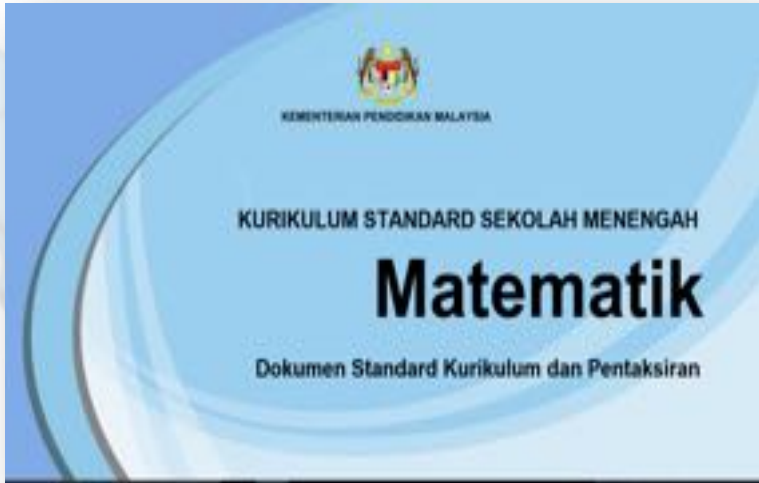 KEMENTERIAN PENDIDIKAN MALAYSIA
KURIKULUM STANDARD SEKOLAH MENENGAH
Matematik
Dokumen Standard Kurikulum dan Pentaksiran